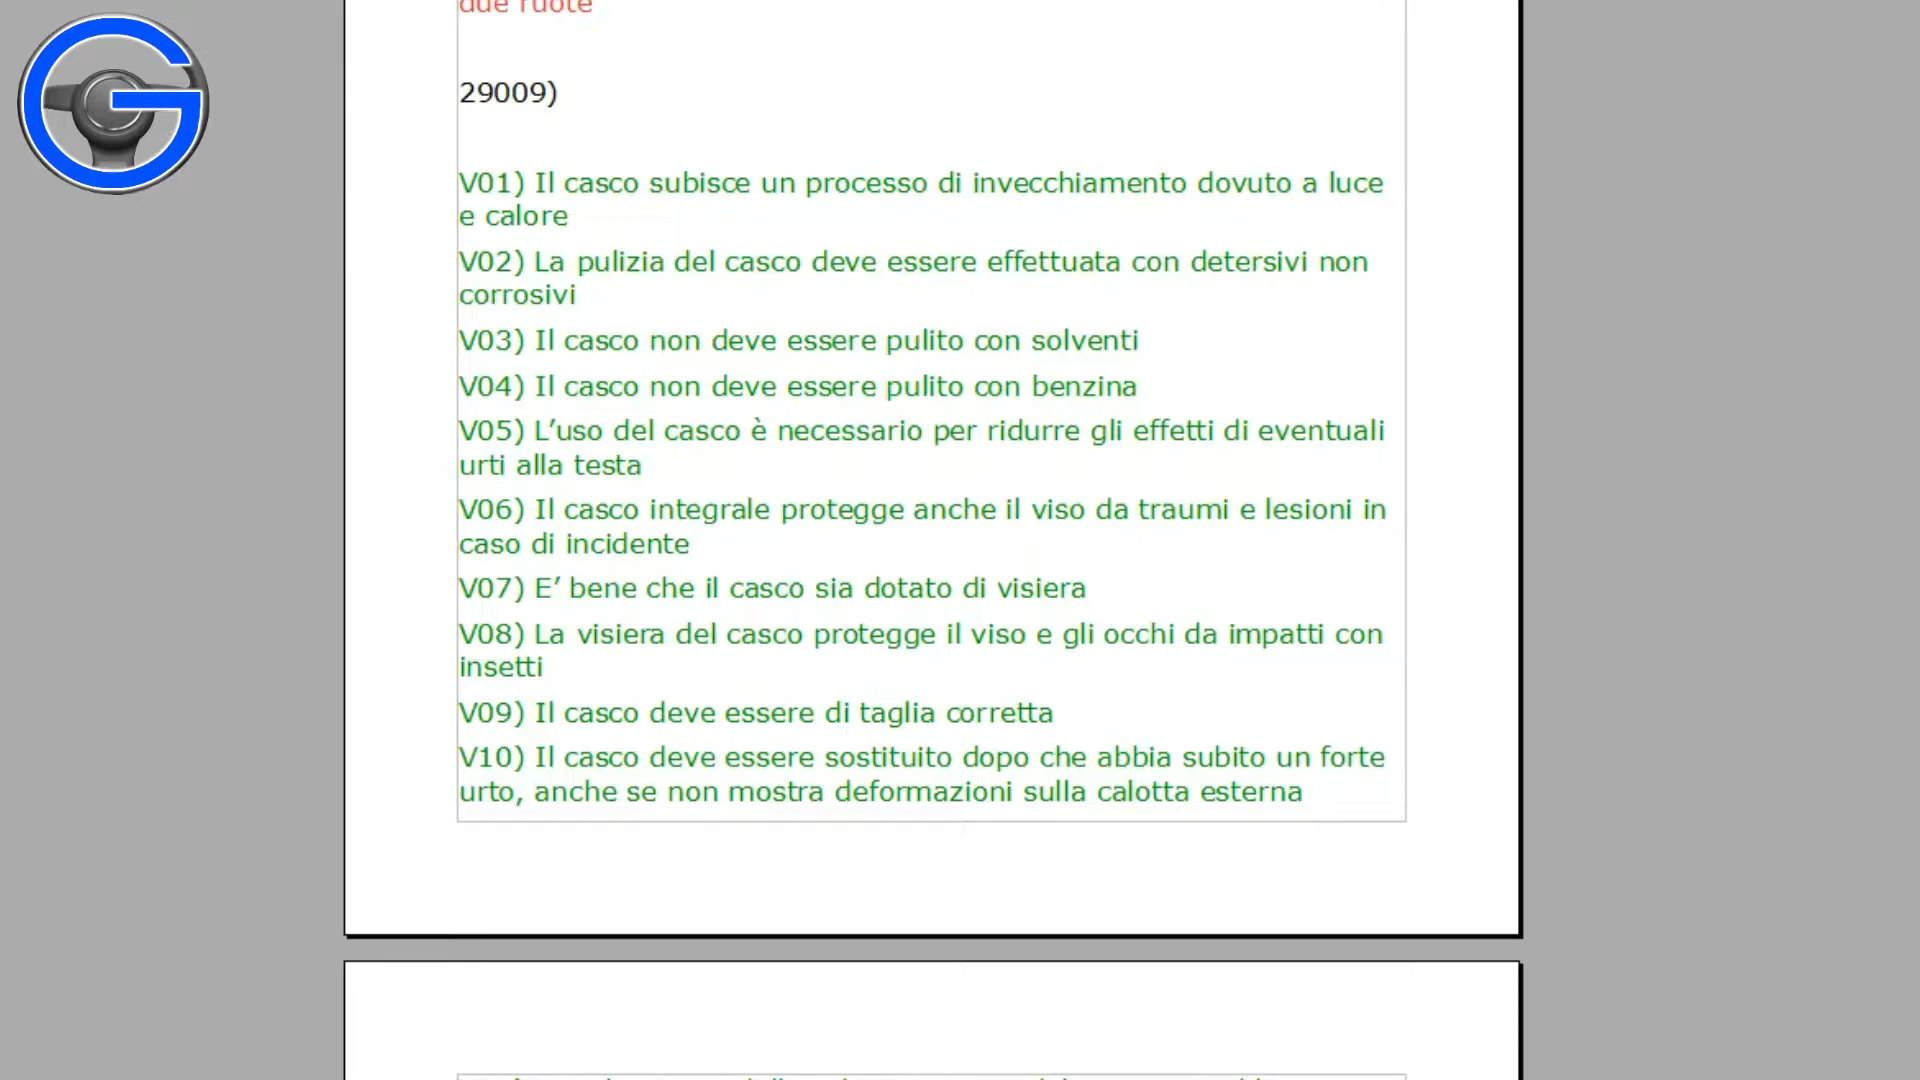 due ruote
29009)
V01) Il casco subisce un processo di invecchiamento dovuto a luce
e calore
V02) La pulizia del casco deve essere effettuata con detersivi non
corrosivi
V03) Il casco non deve essere pulito con solventi
V04) Il casco non deve essere pulito con benzina
V05) L’uso del casco è necessario per ridurre gli effetti di eventuali
urti alla testa
V06) Il casco integrale protegge anche il viso da traumi e lesioni in
caso di incidente
V07) E’ bene che il casco sia dotato di visiera
V08) La visiera del casco protegge il viso e gli occhi da impatti con
insetti
V09) Il casco deve essere di taglia corretta
V10) Il casco deve essere sostituito dopo che abbia subito un forte
urto, anche se non mostra deformazioni sulla calotta esterna